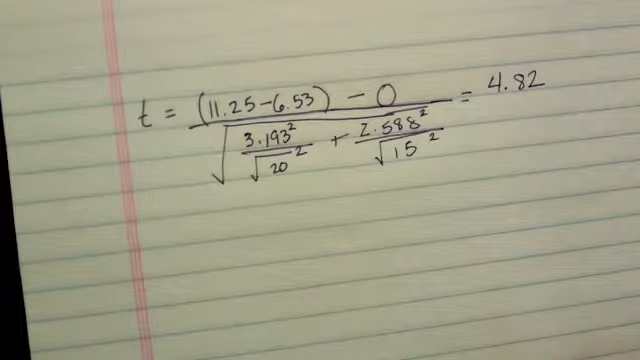 t = ((11.25-6.53) - 0) / √(3.193²/√20² + 2.588²/√15²) = 4.82